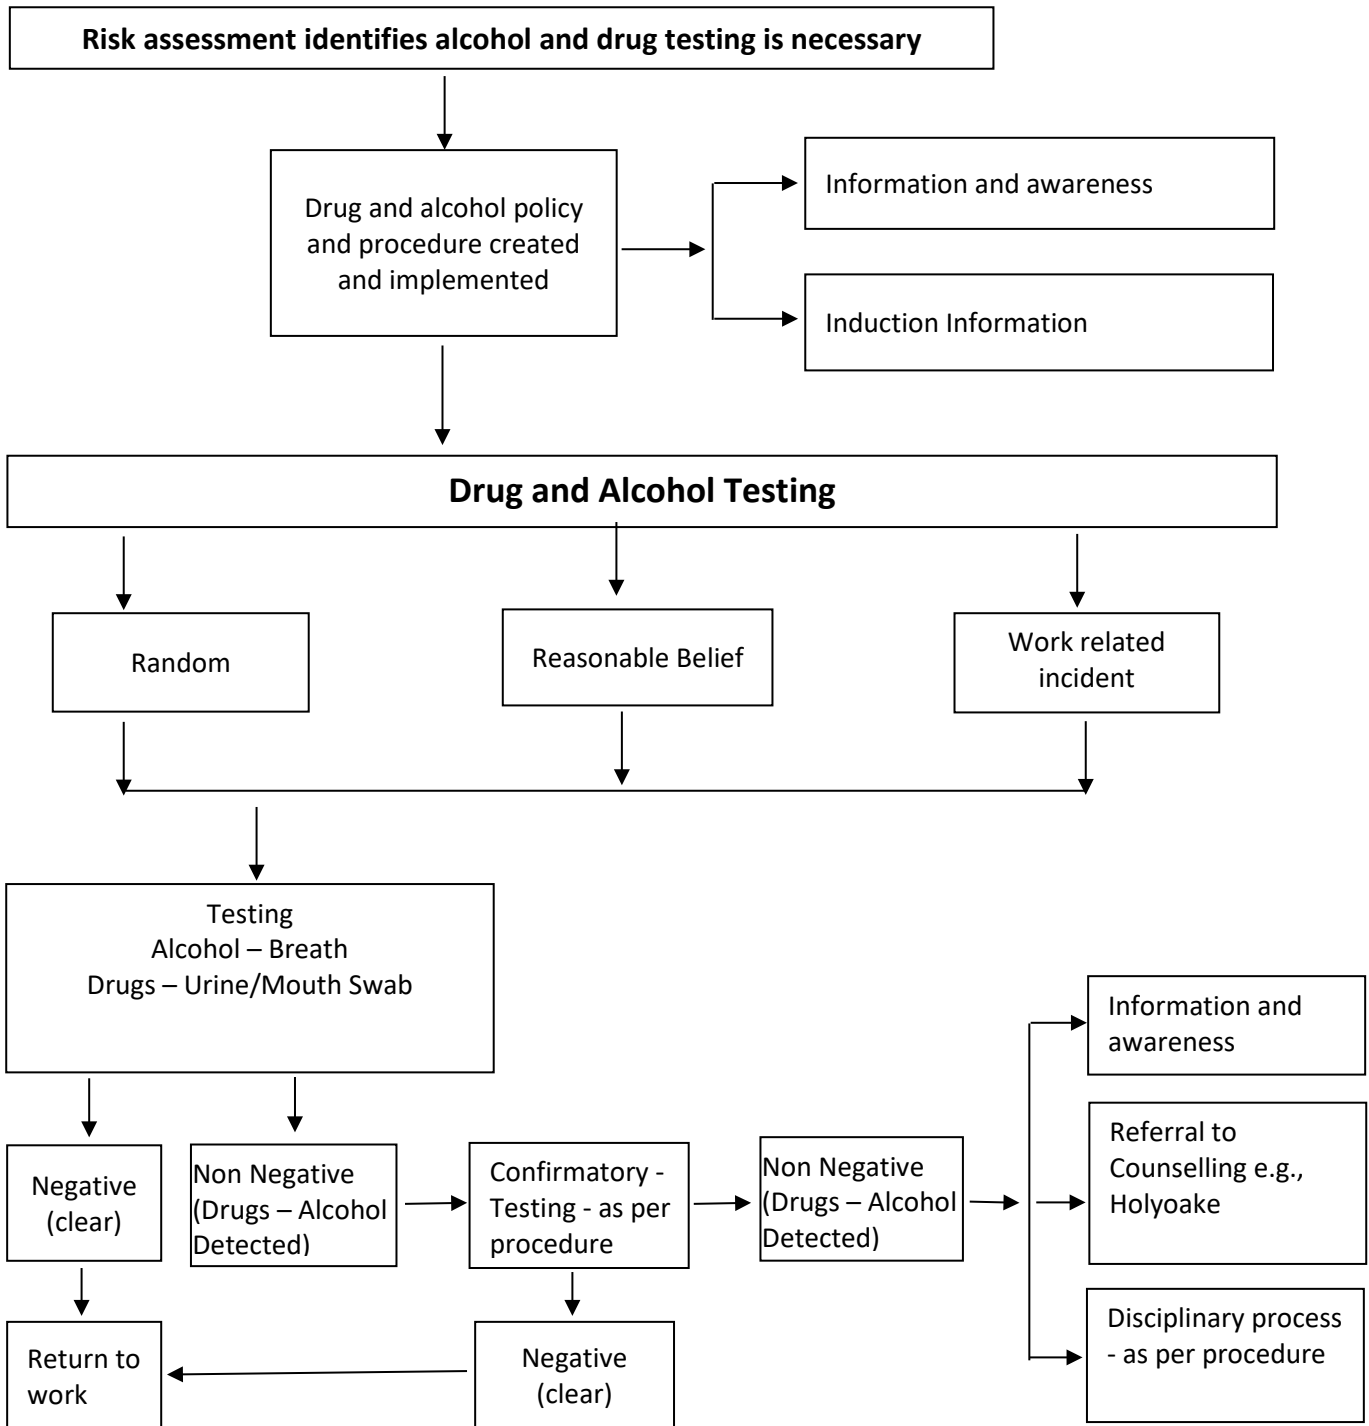 Risk assessment identifies alcohol and drug testing is necessary
Drug and alcohol policy
and procedure created
and implemented
Information and awareness
Induction Information
Drug and Alcohol Testing
Random
Reasonable Belief
Work related
incident
Testing
Alcohol – Breath
Drugs – Urine/Mouth Swab
Negative
(clear)
Non Negative
(Drugs – Alcohol
Detected)
Confirmatory -
Testing - as per
procedure
Non Negative
(Drugs – Alcohol
Detected)
Information and
awareness
Referral to
Counselling e.g.,
Holyoake
Disciplinary process
- as per procedure
Return to
work
Negative
(clear)